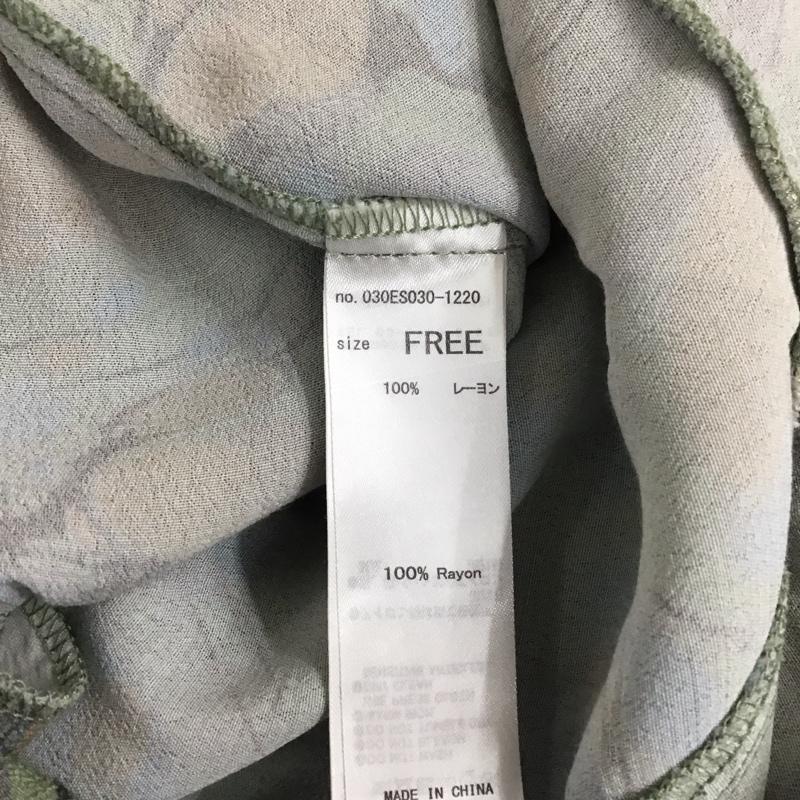 no. 030ES030-1220
size FREE
100% レーヨン
100% Rayon
MADE IN CHINA